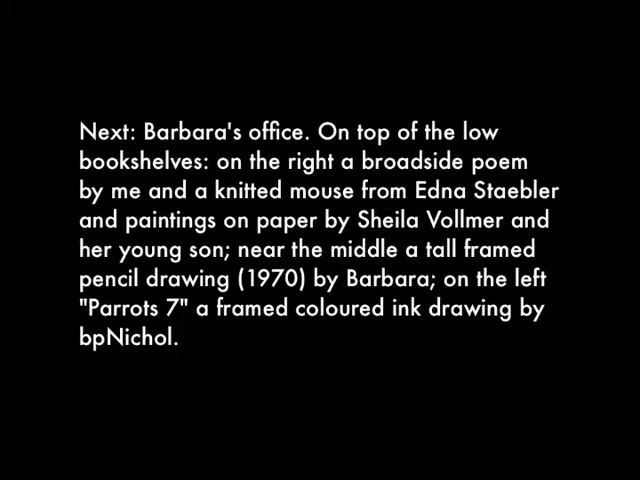 Next: Barbara's office. On top of the low
bookshelves: on the right a broadside poem
by me and a knitted mouse from Edna Staebler
and paintings on paper by Sheila Vollmer and
her young son; near the middle a tall framed
pencil drawing (1970) by Barbara; on the left
"Parrots 7" a framed coloured ink drawing by
bpNichol.